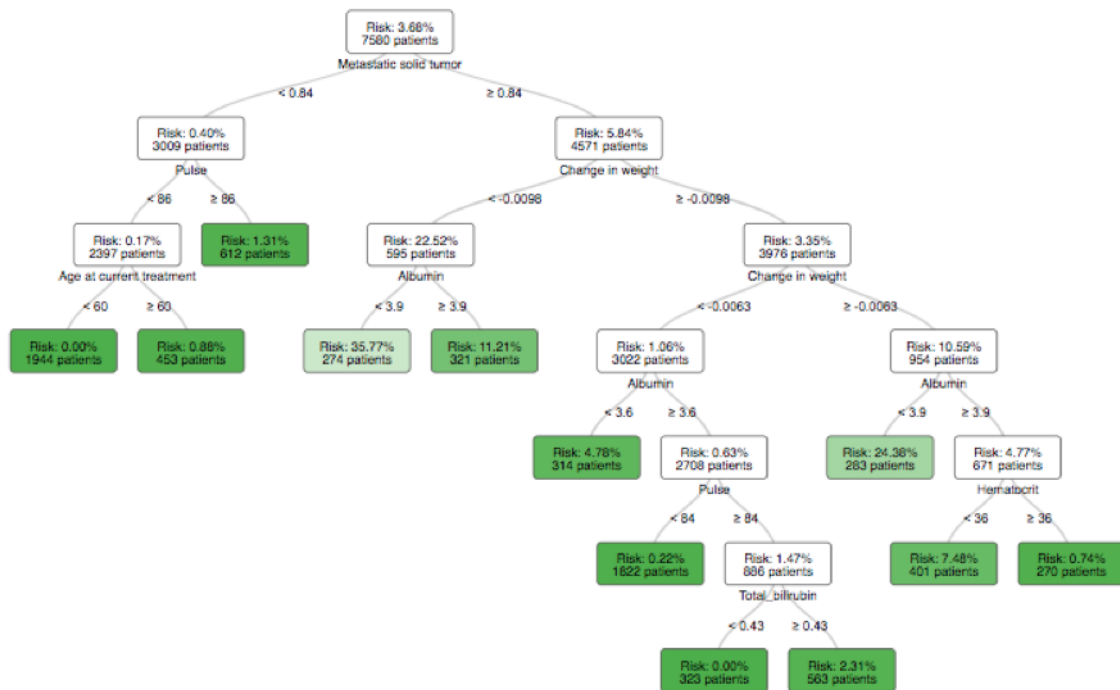 Risk: 3.68%
7580 patients
Metastatic solid tumor
< 0.84
≥ 0.84
Risk: 0.40%
3009 patients
Pulse
Risk: 5.84%
4571 patients
Change in weight
< 86
≥ 86
< -0.0098
≥ -0.0098
Risk: 0.17%
2397 patients
Age at current treatment
Risk: 1.31%
612 patients
Risk: 22.52%
595 patients
Albumin
Risk: 3.35%
3976 patients
Change in weight
< 60
≥ 60
< 3.9
≥ 3.9
< -0.0063
≥ -0.0063
Risk: 0.00%
1944 patients
Risk: 0.88%
453 patients
Risk: 35.77%
274 patients
Risk: 11.21%
321 patients
Risk: 1.06%
3022 patients
Albumin
Risk: 10.59%
954 patients
Albumin
< 3.6
≥ 3.6
< 3.9
≥ 3.9
Risk: 4.78%
314 patients
Risk: 0.63%
2708 patients
Pulse
Risk: 24.38%
283 patients
Risk: 4.77%
671 patients
Hematocrit
< 84
≥ 84
< 36
≥ 36
Risk: 0.22%
1822 patients
Risk: 1.47%
886 patients
Total_bilirubin
Risk: 7.48%
401 patients
Risk: 0.74%
270 patients
< 0.43
≥ 0.43
Risk: 0.00%
323 patients
Risk: 2.31%
563 patients